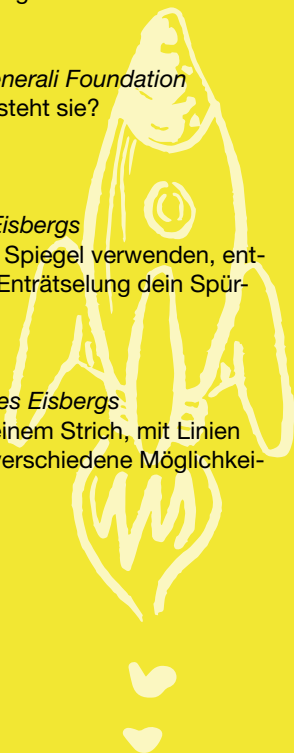 enerali Foundation
steht sie?
Eisbergs
Spiegel verwenden, ent-
Enträtselung dein Spür-
es Eisbergs
einem Strich, mit Linien
verschiedene Möglichkei-